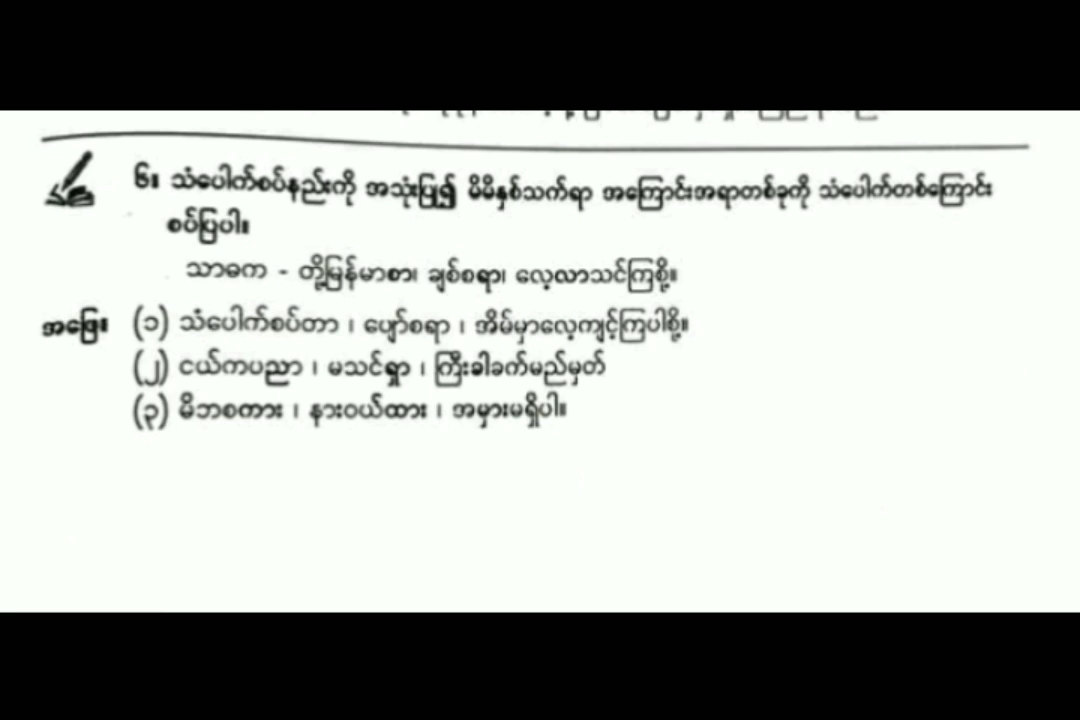 ၆။ သံပေါက်စပ်နည်းကို အသုံးပြု၍ မိမိနှစ်သက်ရာ အကြောင်းအရာတစ်ခုကို သံပေါက်တစ်ကြောင်း
စပ်ပြပါ။
သာဓက - တို့မြန်မာစာ၊ ချစ်စရာ၊ လေ့လာသင်ကြစို့။
အဖြေ။ (၁) သံပေါက်စပ်တာ ၊ ပျော်စရာ ၊ အိမ်မှာလေ့ကျင့်ကြပါစို့။
(၂) ငယ်ကပညာ ၊ မသင်ရှာ ၊ ကြီးခါခက်မည်မှတ်
(၃) မိဘစကား ၊ နားဝယ်ထား ၊ အမှားမရှိပါ။